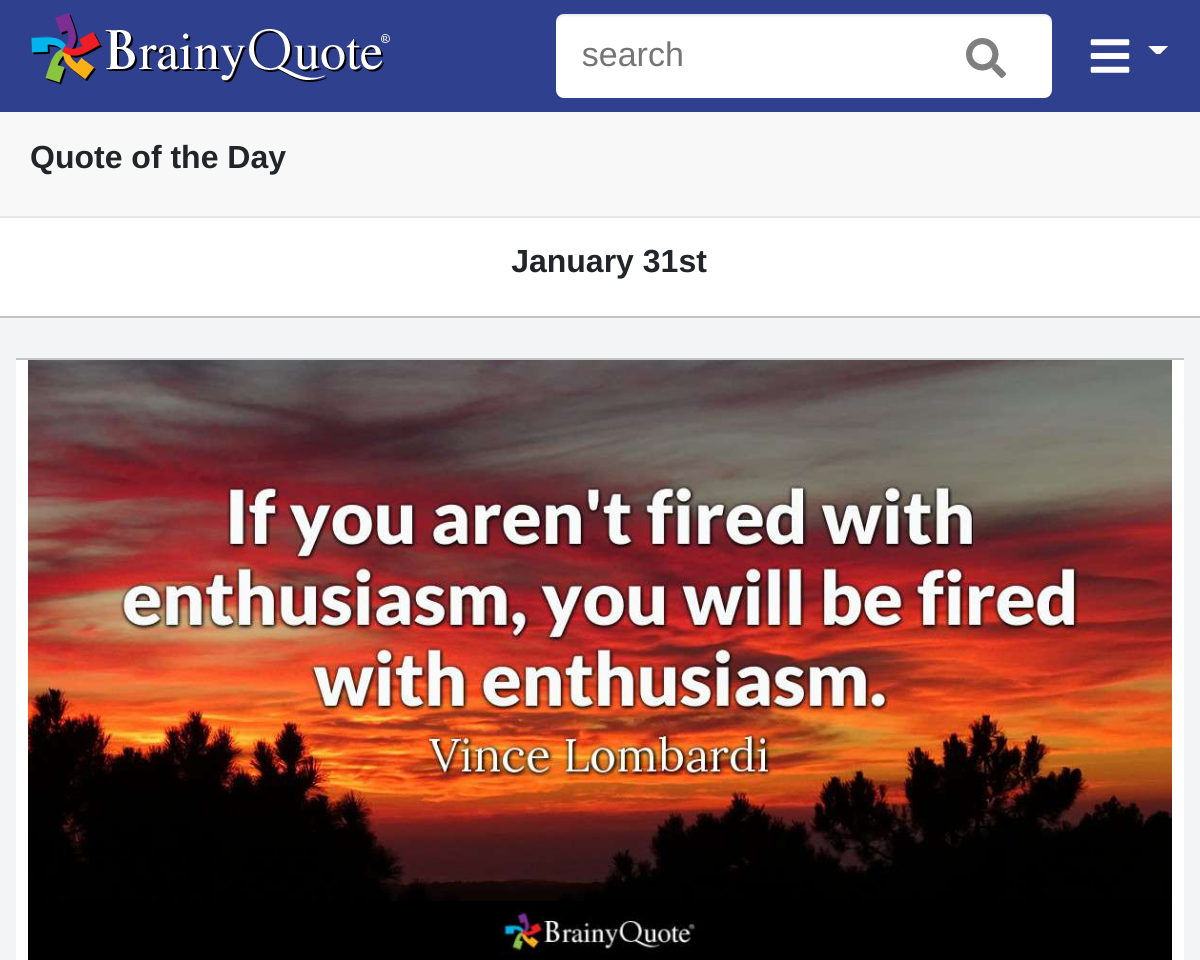 BrainyQuote®
search
Quote of the Day
January 31st
If you aren't fired with
enthusiasm, you will be fired
with enthusiasm.
Vince Lombardi
BrainyQuote®